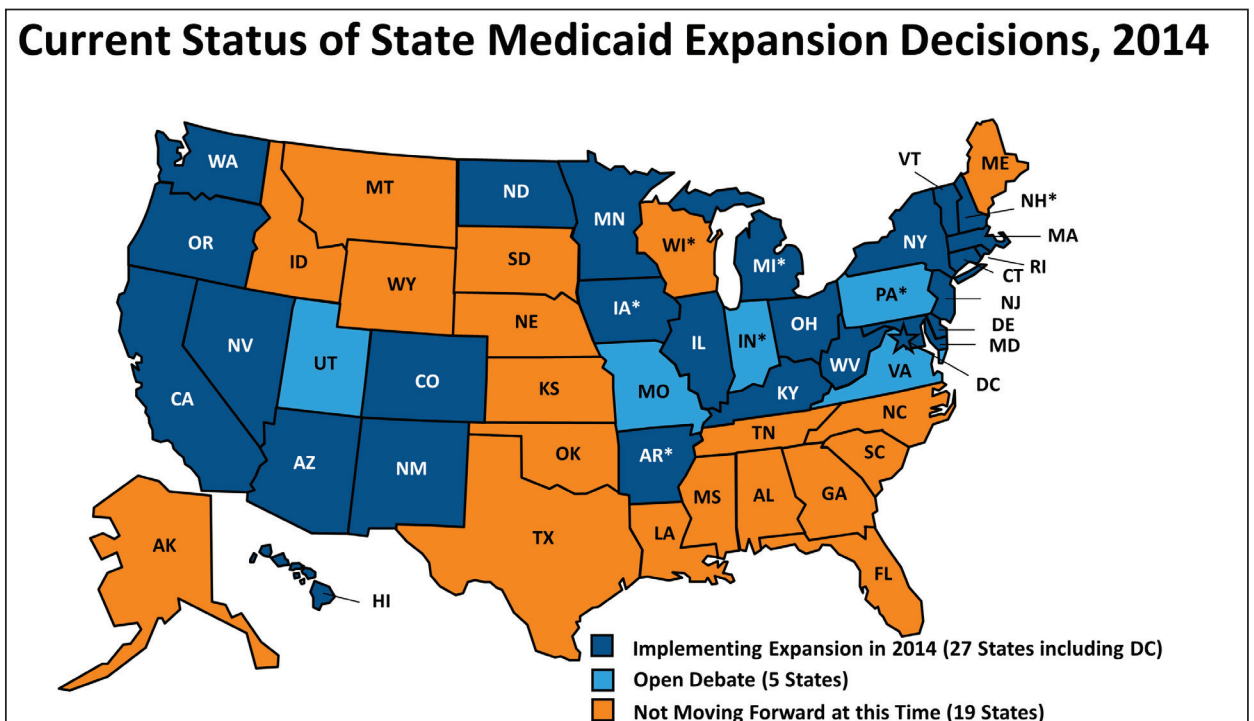 Current Status of State Medicaid Expansion Decisions, 2014
WA
MT
ND
MN
VT
ME
NH*
OR
ID
SD
WI*
MI*
NY
MA
RI
CT
WY
PA*
NJ
NE
IA*
DE
MD
NV
UT
CO
IL
IN*
OH
WV
VA
DC
CA
KS
MO
KY
NC
AZ
NM
OK
AR*
TN
SC
MS
AL
GA
AK
TX
LA
FL
HI
Implementing Expansion in 2014 (27 States including DC)
Open Debate (5 States)
Not Moving Forward at this Time (19 States)